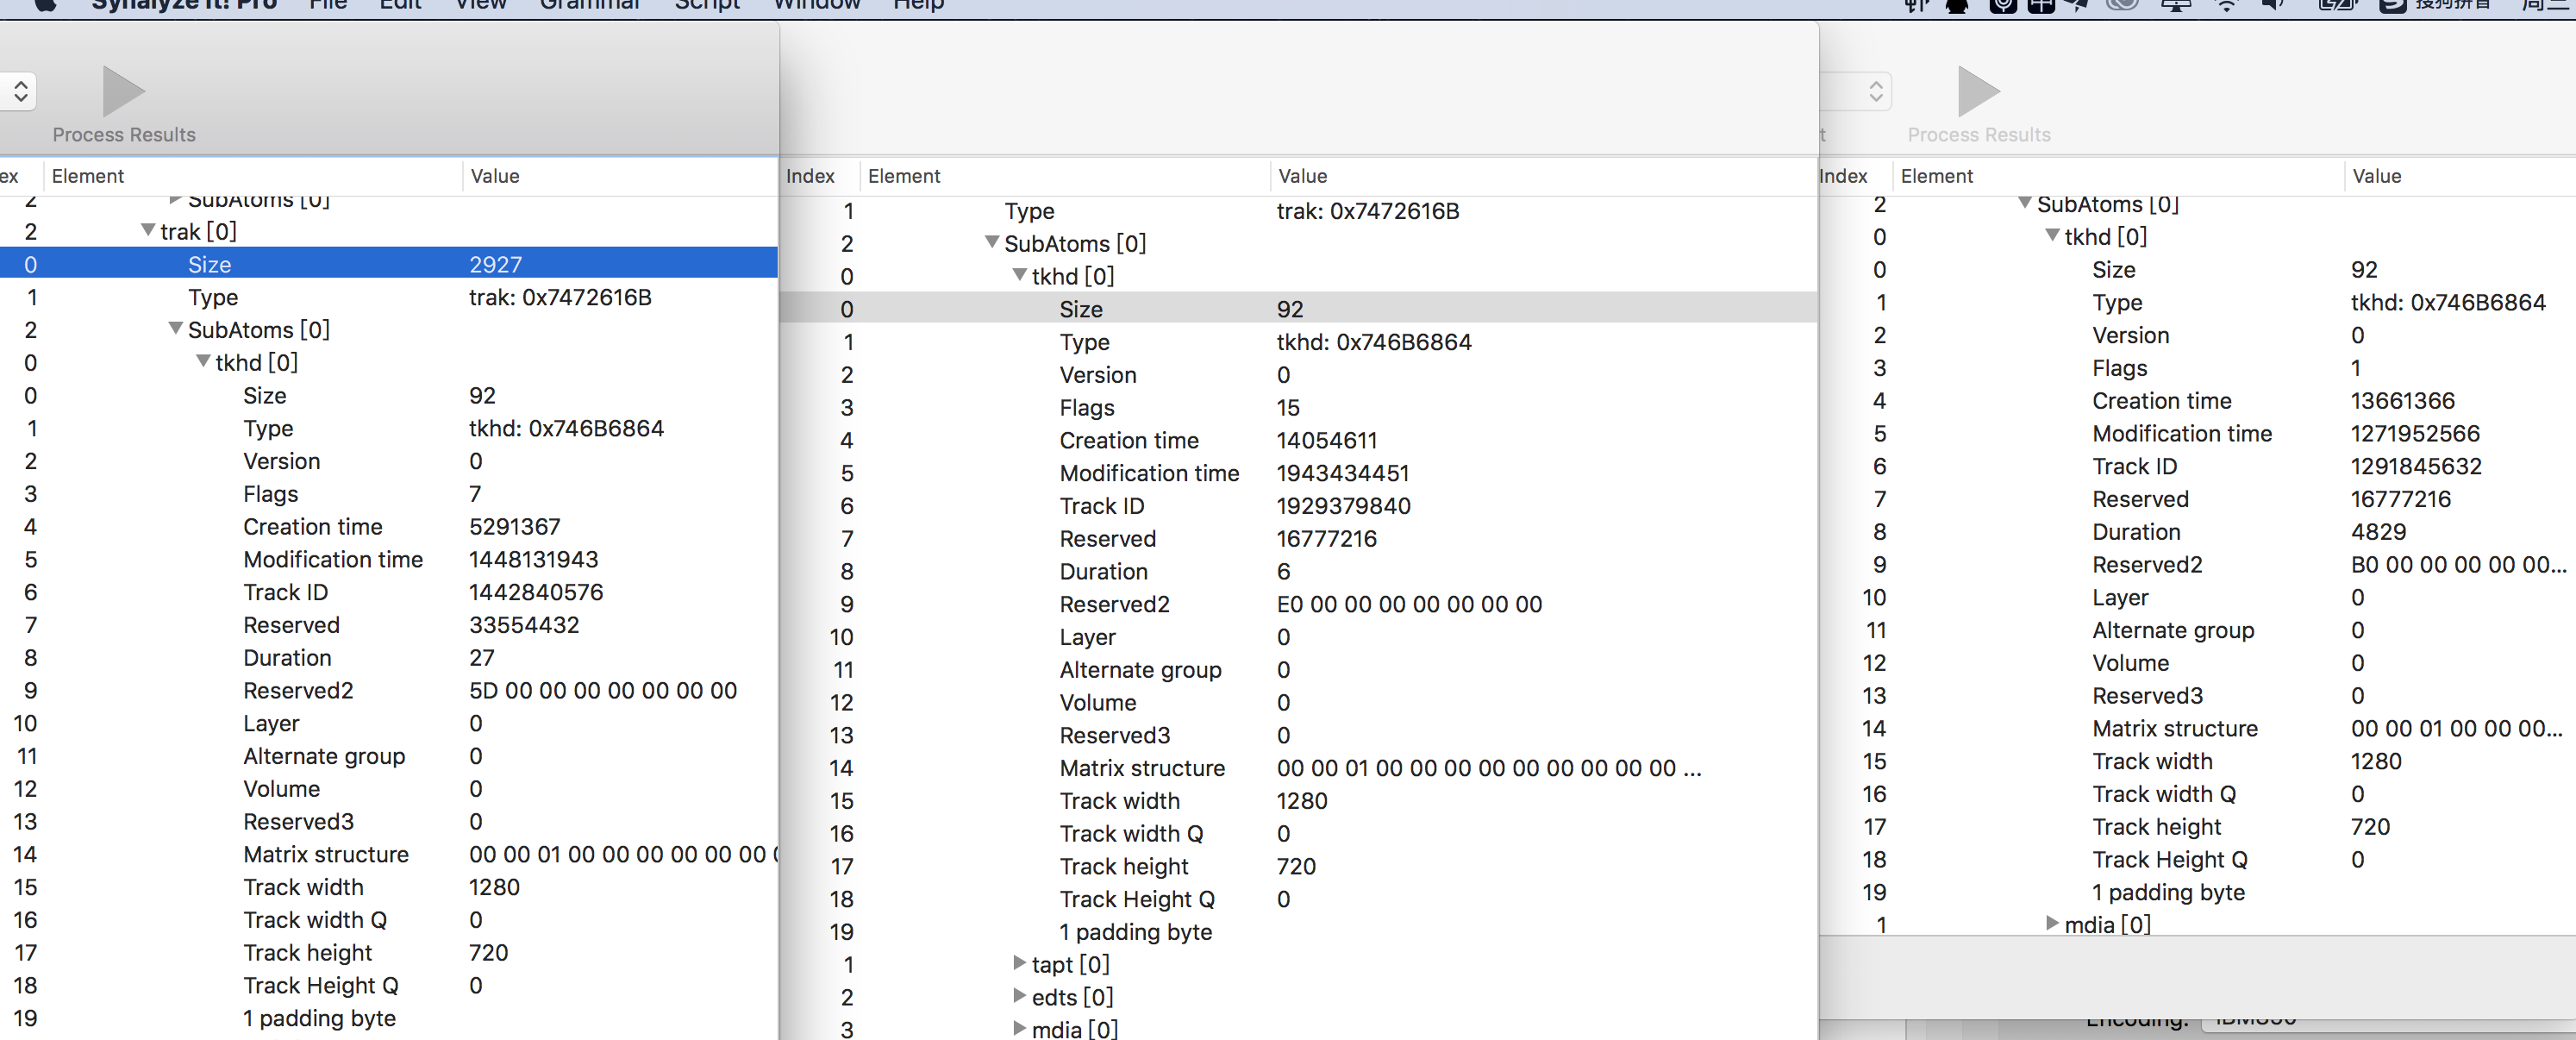 Synalyze It! Pro File Edit View Grammar Script Window Help
搜狗拼音 周三
Process Results
ex Element Value
2 SubAtoms [0]
2 trak [0]
0 Size 2927
1 Type trak: 0x7472616B
2 SubAtoms [0]
0 tkhd [0]
0 Size 92
1 Type tkhd: 0x746B6864
2 Version 0
3 Flags 7
4 Creation time 5291367
5 Modification time 1448131943
6 Track ID 1442840576
7 Reserved 33554432
8 Duration 27
9 Reserved2 5D 00 00 00 00 00 00 00
10 Layer 0
11 Alternate group 0
12 Volume 0
13 Reserved3 0
14 Matrix structure 00 00 01 00 00 00 00 00 00
15 Track width 1280
16 Track width Q 0
17 Track height 720
18 Track Height Q 0
19 1 padding byte
Index Element Value
1 Type trak: 0x7472616B
2 SubAtoms [0]
0 tkhd [0]
0 Size 92
1 Type tkhd: 0x746B6864
2 Version 0
3 Flags 15
4 Creation time 14054611
5 Modification time 1943434451
6 Track ID 1929379840
7 Reserved 16777216
8 Duration 6
9 Reserved2 E0 00 00 00 00 00 00 00
10 Layer 0
11 Alternate group 0
12 Volume 0
13 Reserved3 0
14 Matrix structure 00 00 01 00 00 00 00 00 00 00 00 00 ...
15 Track width 1280
16 Track width Q 0
17 Track height 720
18 Track Height Q 0
19 1 padding byte
1 tapt [0]
2 edts [0]
3 mdia [0]
t Process Results
Index Element Value
2 SubAtoms [0]
0 tkhd [0]
0 Size 92
1 Type tkhd: 0x746B6864
2 Version 0
3 Flags 1
4 Creation time 13661366
5 Modification time 1271952566
6 Track ID 1291845632
7 Reserved 16777216
8 Duration 4829
9 Reserved2 B0 00 00 00 00 00...
10 Layer 0
11 Alternate group 0
12 Volume 0
13 Reserved3 0
14 Matrix structure 00 00 01 00 00 00...
15 Track width 1280
16 Track width Q 0
17 Track height 720
18 Track Height Q 0
19 1 padding byte
1 mdia [0]
Encoding: